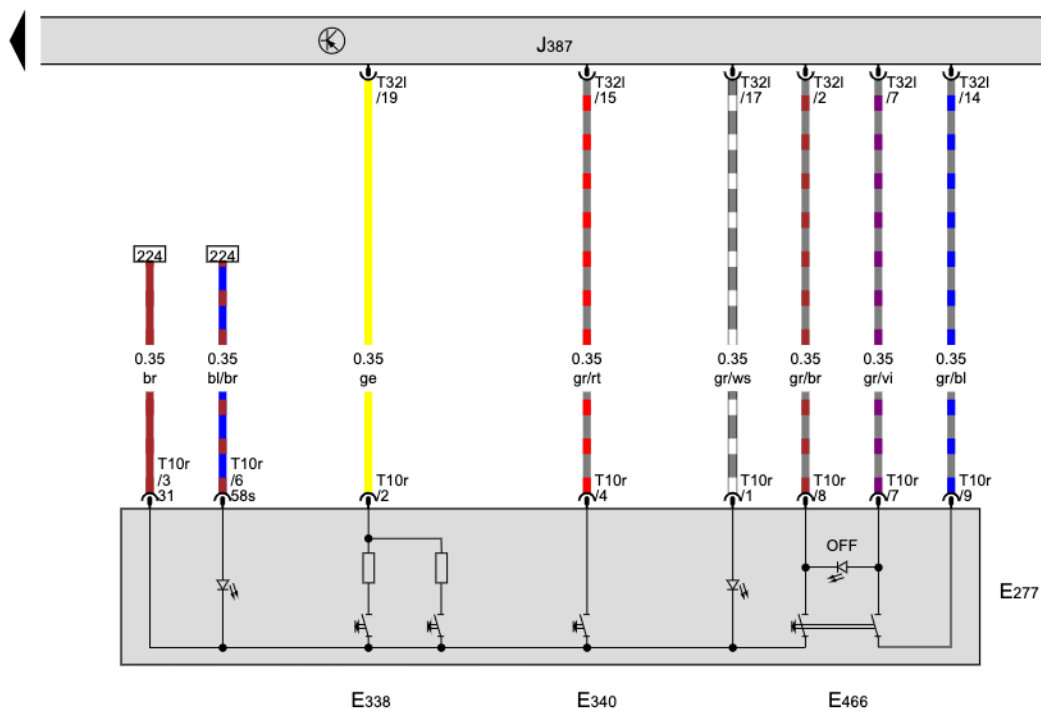 J387
T32l
/19
T32l
/15
T32l
/17
T32l
/2
T32l
/7
T32l
/14
224
224
0.35
br
0.35
bl/br
0.35
ge
0.35
gr/rt
0.35
gr/ws
0.35
gr/br
0.35
gr/vi
0.35
gr/bl
T10r
/3
31
T10r
/6
58s
T10r
/2
T10r
/4
T10r
/1
T10r
/8
T10r
/7
T10r
/9
OFF
E277
E338
E340
E466